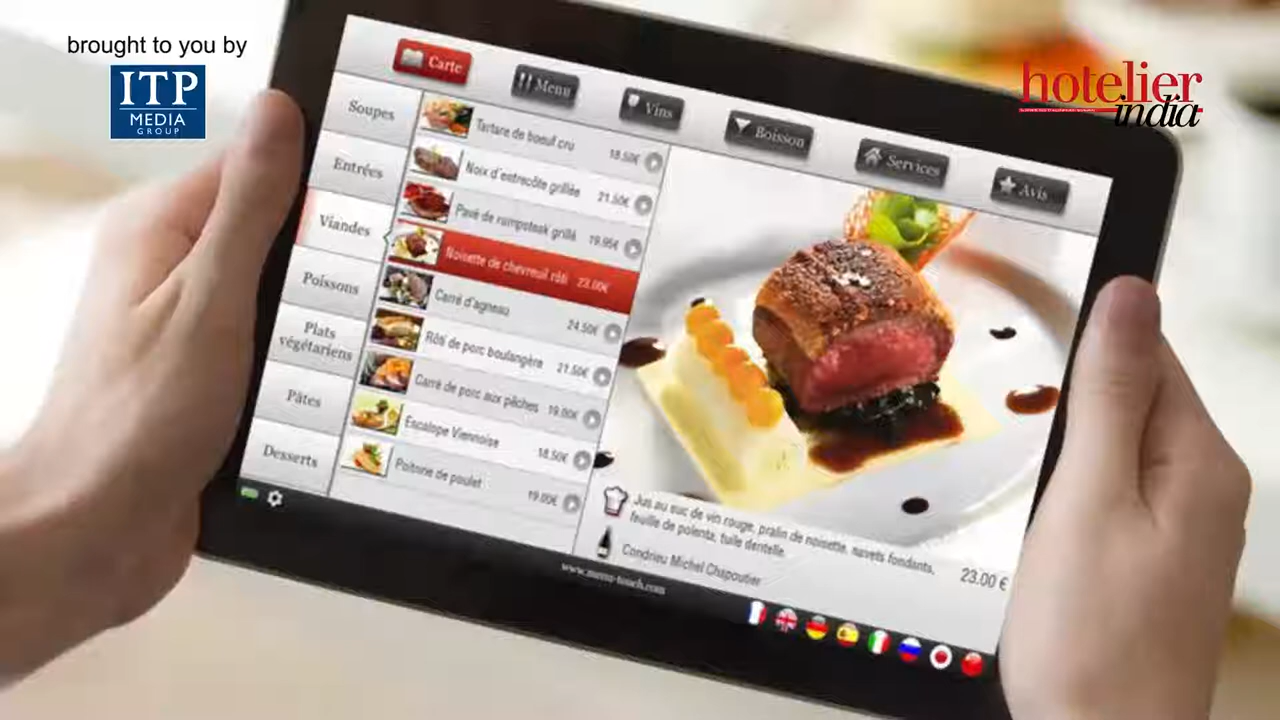 brought to you by
ITP
MEDIA
GROUP
hotelier
india
Carte
Menu
Vins
Boisson
Services
Avis
Soupes
Entrées
Viandes
Poissons
Plats
végétariens
Pâtes
Desserts
Tartare de boeuf cru 18.50€
Noix d'entrecôte grillée 21.50€
Pavé de rumpsteak grillé 19.95€
Noisette de chevreuil rôti 23.00€
Carré d'agneau 24.50€
Rôti de porc boulangère 21.50€
Carré de porc aux pêches 19.00€
Escalope Viennoise 18.50€
Poitrine de poulet 19.00€
Jus au suc de vin rouge, pralin de noisette, navets fondants,
feuille de polenta, tuile dentelle.
Condrieu Michel Chapoutier
23.00 €
www.menu-touch.com